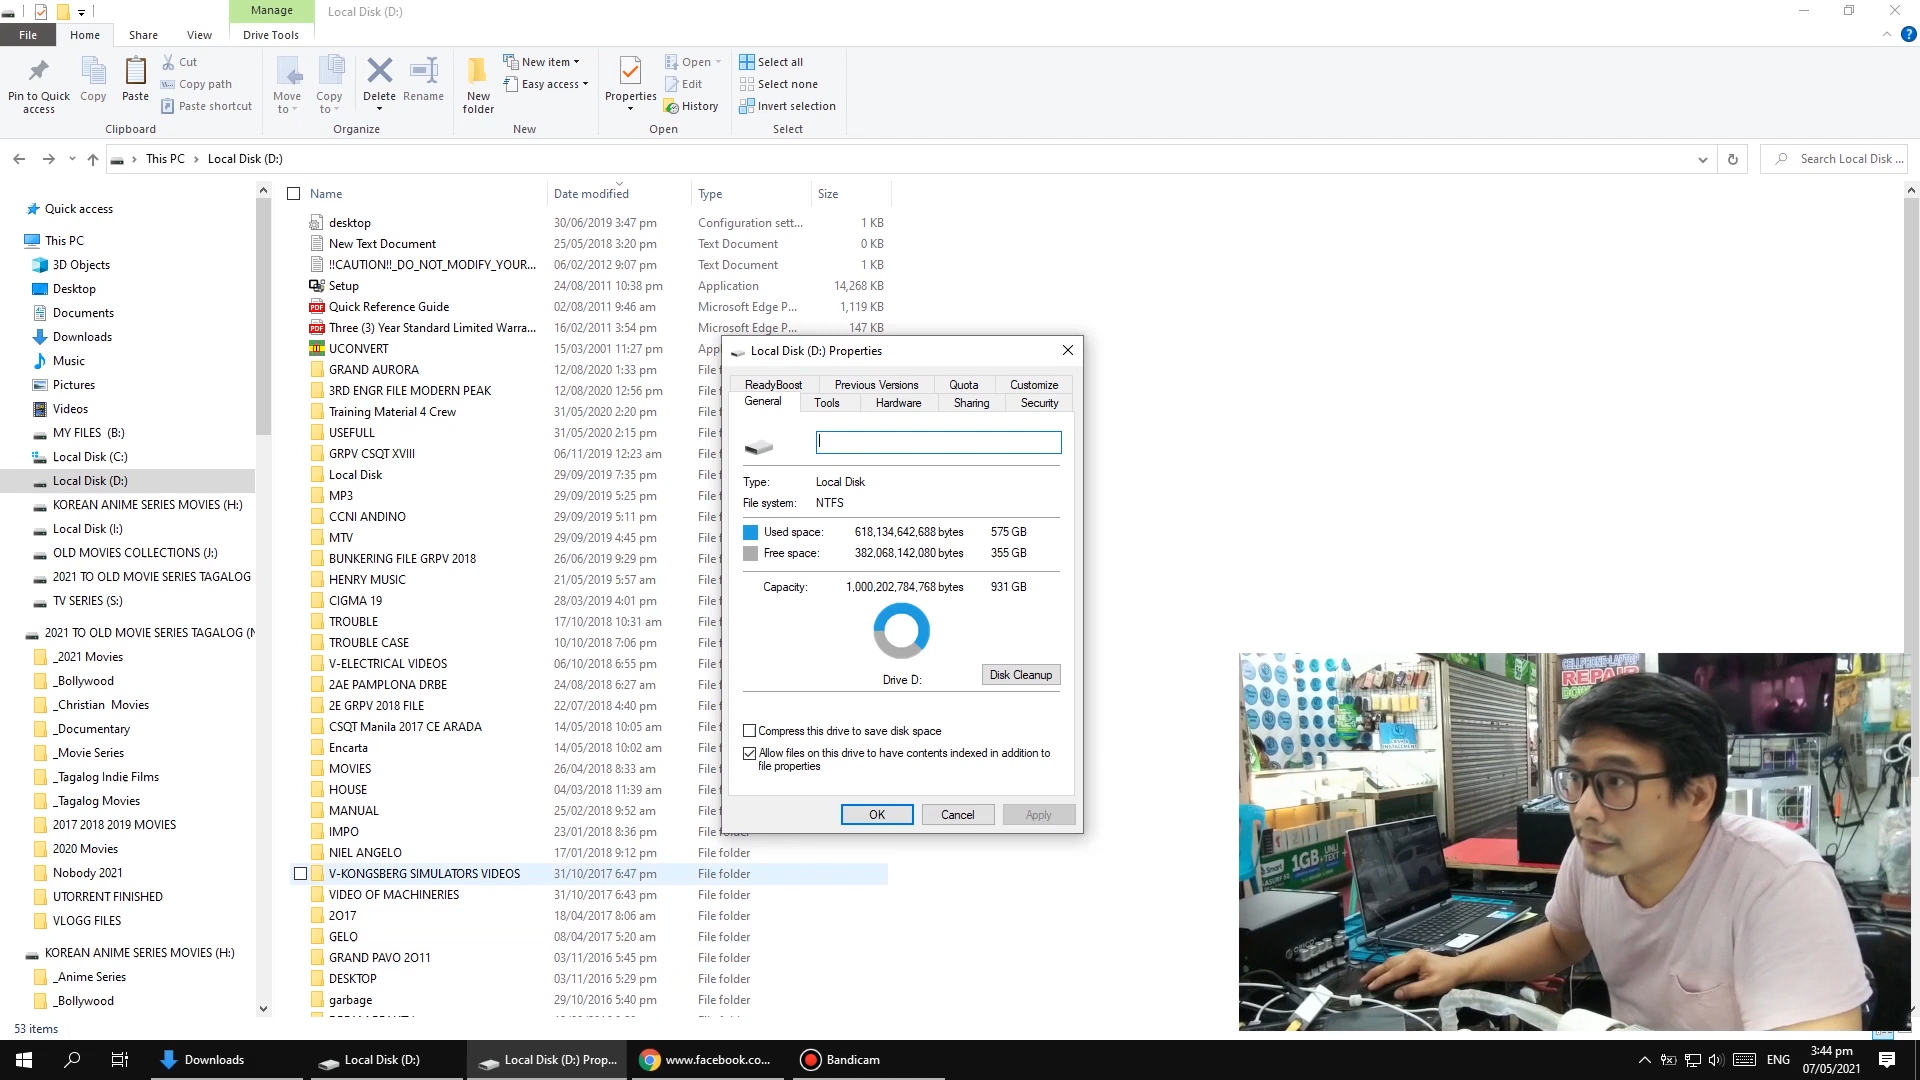 Manage
Local Disk (D:)
File
Home
Share
View
Drive Tools
Pin to Quick access
Copy
Paste
Cut
Copy path
Paste shortcut
Clipboard
Move to
Copy to
Delete
Rename
Organize
New folder
New item
Easy access
New
Properties
Open
Edit
History
Open
Select all
Select none
Invert selection
Select
This PC > Local Disk (D:)
Search Local Disk ...
Quick access
This PC
3D Objects
Desktop
Documents
Downloads
Music
Pictures
Videos
MY FILES (B:)
Local Disk (C:)
Local Disk (D:)
KOREAN ANIME SERIES MOVIES (H:)
Local Disk (I:)
OLD MOVIES COLLECTIONS (J:)
2021 TO OLD MOVIE SERIES TAGALOG
TV SERIES (S:)
2021 TO OLD MOVIE SERIES TAGALOG (
_2021 Movies
_Bollywood
_Christian Movies
_Documentary
_Movie Series
_Tagalog Indie Films
_Tagalog Movies
2017 2018 2019 MOVIES
2020 Movies
Nobody 2021
UTORRENT FINISHED
VLOGG FILES
KOREAN ANIME SERIES MOVIES (H:)
_Anime Series
_Bollywood
Name Date modified Type Size
desktop 30/06/2019 3:47 pm Configuration sett... 1 KB
New Text Document 25/05/2018 3:20 pm Text Document 0 KB
!!CAUTION!!_DO_NOT_MODIFY_YOUR... 06/02/2012 9:07 pm Text Document 1 KB
Setup 24/08/2011 10:38 pm Application 14,268 KB
Quick Reference Guide 02/08/2011 9:46 am Microsoft Edge P... 1,119 KB
Three (3) Year Standard Limited Warra... 16/02/2011 3:54 pm Microsoft Edge P... 147 KB
UCONVERT 15/03/2001 11:27 pm App
GRAND AURORA 12/08/2020 1:33 pm File f
3RD ENGR FILE MODERN PEAK 12/08/2020 12:56 pm File f
Training Material 4 Crew 31/05/2020 2:20 pm File f
USEFULL 31/05/2020 2:15 pm File f
GRPV CSQT XVIII 06/11/2019 12:23 am File f
Local Disk 29/09/2019 7:35 pm File f
MP3 29/09/2019 5:25 pm File f
CCNI ANDINO 29/09/2019 5:11 pm File f
MTV 29/09/2019 4:45 pm File f
BUNKERING FILE GRPV 2018 26/06/2019 9:29 pm File f
HENRY MUSIC 21/05/2019 5:57 am File f
CIGMA 19 28/03/2019 4:01 pm File f
TROUBLE 17/10/2018 10:31 am File f
TROUBLE CASE 10/10/2018 7:06 pm File f
V-ELECTRICAL VIDEOS 06/10/2018 6:55 pm File f
2AE PAMPLONA DRBE 24/08/2018 6:27 am File f
2E GRPV 2018 FILE 22/07/2018 4:40 pm File f
CSQT Manila 2017 CE ARADA 14/05/2018 10:05 am File f
Encarta 14/05/2018 10:02 am File f
MOVIES 26/04/2018 8:33 am File f
HOUSE 04/03/2018 11:39 am File f
MANUAL 25/02/2018 9:52 am File f
IMPO 23/01/2018 8:36 pm File folder
NIEL ANGELO 17/01/2018 9:12 pm File folder
V-KONGSBERG SIMULATORS VIDEOS 31/10/2017 6:47 pm File folder
VIDEO OF MACHINERIES 31/10/2017 6:43 pm File folder
2O17 18/04/2017 8:06 am File folder
GELO 08/04/2017 5:20 am File folder
GRAND PAVO 2O11 03/11/2016 5:45 pm File folder
DESKTOP 03/11/2016 5:29 pm File folder
garbage 29/10/2016 5:40 pm File folder
Local Disk (D:) Properties
ReadyBoost Previous Versions Quota Customize
General Tools Hardware Sharing Security
Type: Local Disk
File system: NTFS
Used space: 618,134,642,688 bytes 575 GB
Free space: 382,068,142,080 bytes 355 GB
Capacity: 1,000,202,784,768 bytes 931 GB
Drive D:
Disk Cleanup
Compress this drive to save disk space
Allow files on this drive to have contents indexed in addition to
file properties
OK Cancel Apply
CELLPHONE-LAPTOP
REPAIR
Smart
1GB
ORICO
53 items
Downloads
Local Disk (D:)
Local Disk (D:) Prop...
www.facebook.co...
Bandicam
ENG
3:44 pm
07/05/2021